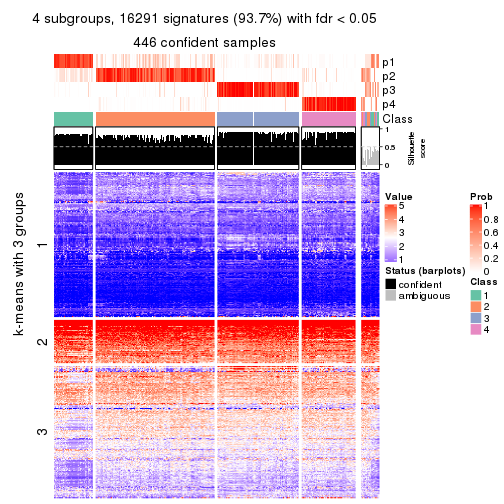 4 subgroups, 16291 signatures (93.7%) with fdr < 0.05
446 confident samples
p1
p2
p3
p4
Class
1
0.5
0
Silhouette
score
k-means with 3 groups
1
2
3
Value
5
4
3
2
1
Status (barplots)
confident
ambiguous
Prob
1
0.8
0.6
0.4
0.2
0
Class
1
2
3
4